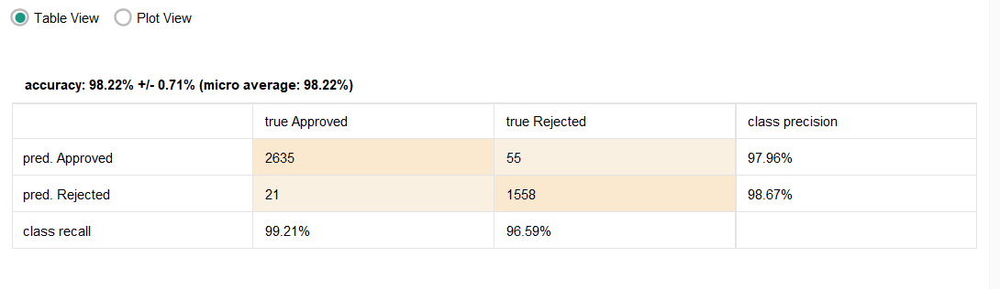 Table View Plot View
accuracy: 98.22% +/- 0.71% (micro average: 98.22%)
true Approved true Rejected class precision
pred. Approved 2635 55 97.96%
pred. Rejected 21 1558 98.67%
class recall 99.21% 96.59%